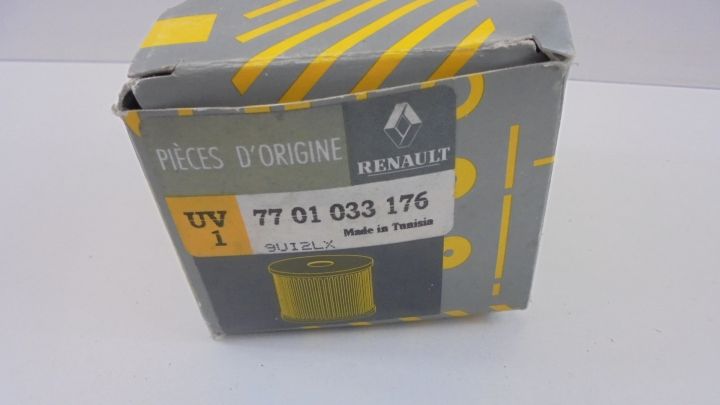 PIÈCES D'ORIGINE
RENAULT
UV
1
77 01 033 176
Made in Tunisia
9UI2LX